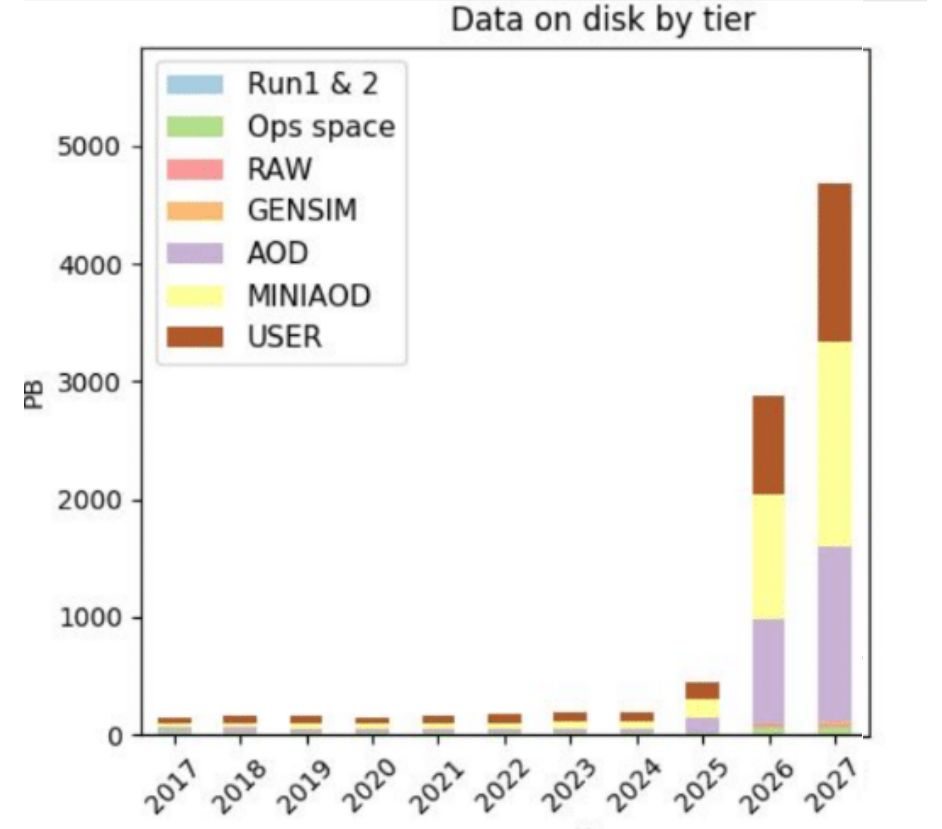 Data on disk by tier
Run1 & 2
Ops space
RAW
GENSIM
AOD
MINIAOD
USER
PB
5000
4000
3000
2000
1000
0
2017
2018
2019
2020
2021
2022
2023
2024
2025
2026
2027